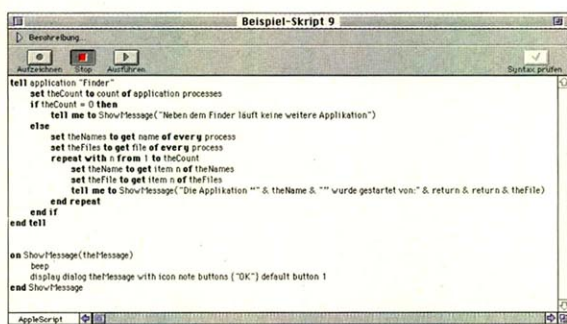 Beispiel-Skript 9
Beschreibung...
Aufzeichnen Stop Ausführen Syntax prüfen
tell application "Finder"
set theCount to count of application processes
if theCount = 0 then
tell me to ShowMessage("Neben dem Finder läuft keine weitere Applikation")
else
set theNames to get name of every process
set theFiles to get file of every process
repeat with n from 1 to theCount
set theName to get item n of theNames
set theFile to get item n of theFiles
tell me to ShowMessage("Die Applikation “" & theName & "” wurde gestartet von:" & return & return & theFile)
end repeat
end if
end tell
on ShowMessage(theMessage)
beep
display dialog theMessage with icon note buttons {"OK"} default button 1
end ShowMessage
AppleScript